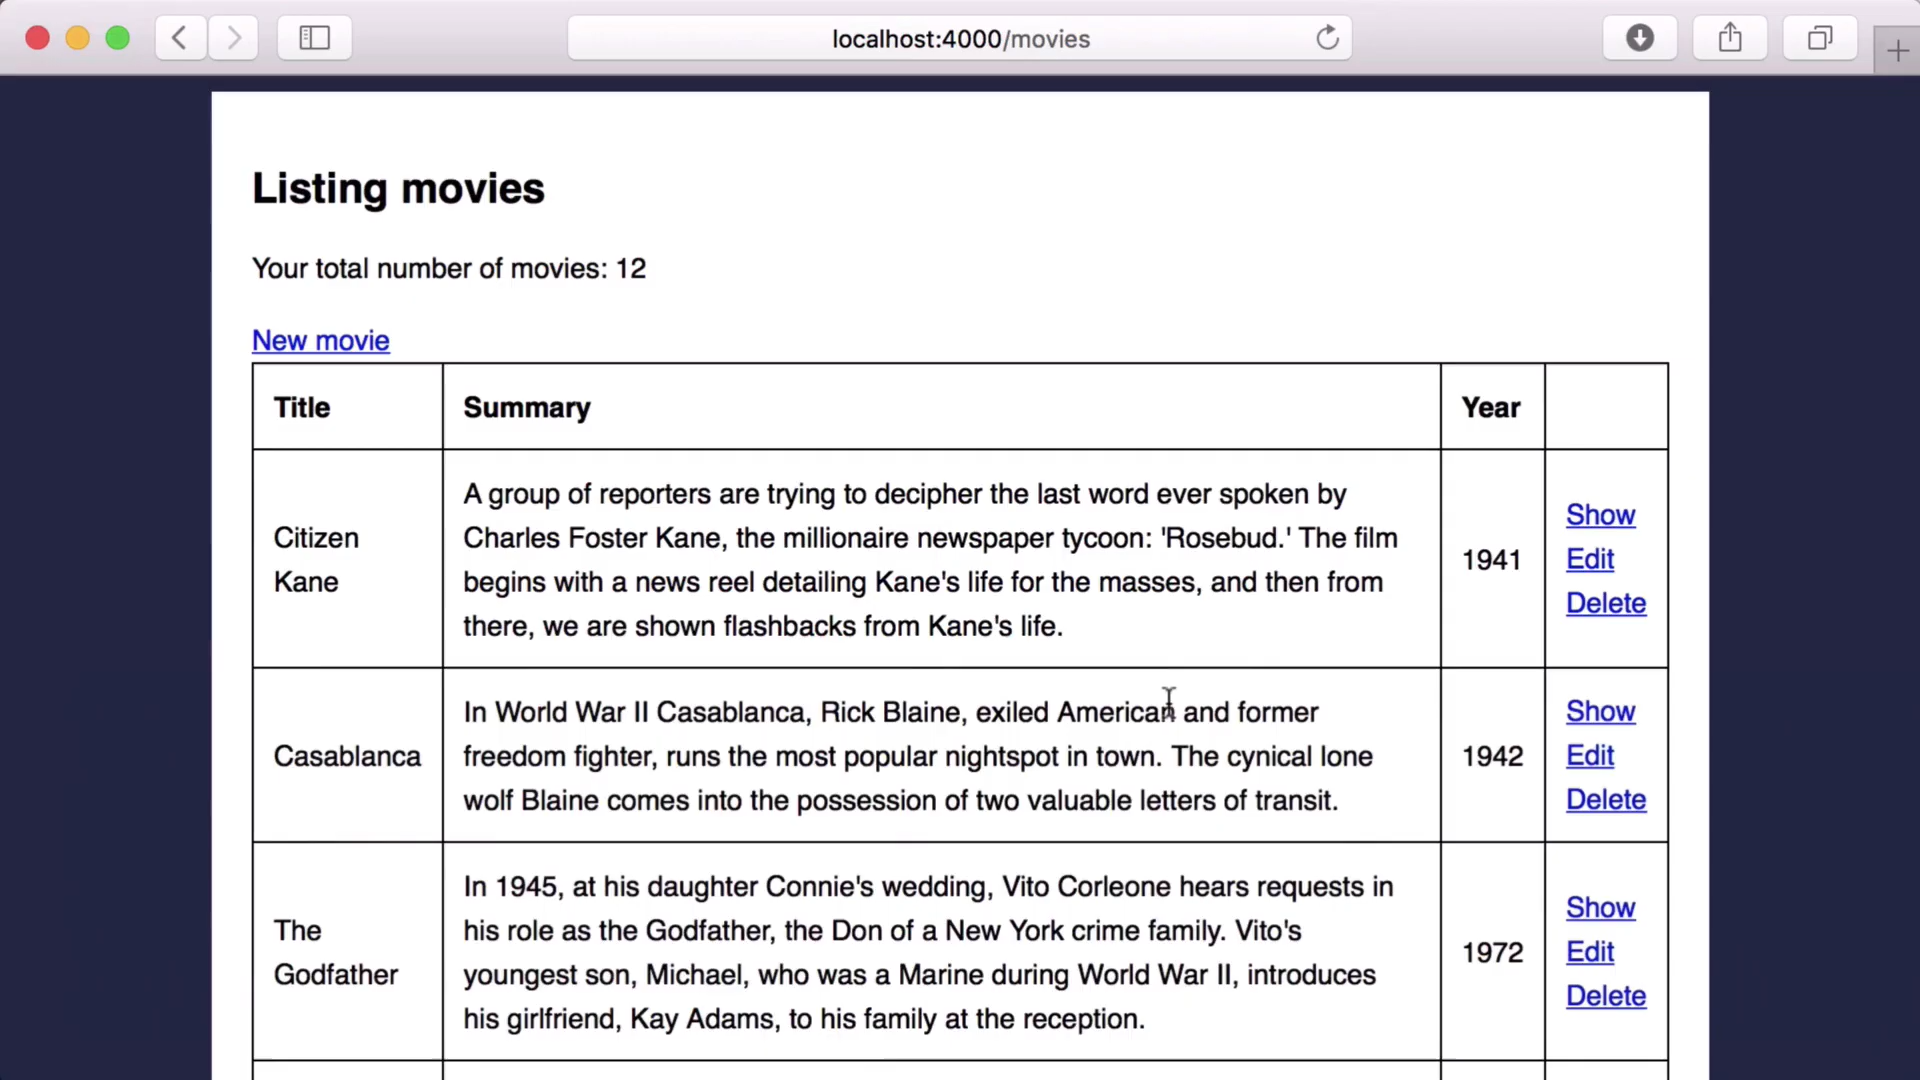 localhost:4000/movies
Listing movies
Your total number of movies: 12
New movie
Title Summary Year
Citizen Kane
A group of reporters are trying to decipher the last word ever spoken by
Charles Foster Kane, the millionaire newspaper tycoon: 'Rosebud.' The film
begins with a news reel detailing Kane's life for the masses, and then from
there, we are shown flashbacks from Kane's life.
1941
Show
Edit
Delete
Casablanca
In World War II Casablanca, Rick Blaine, exiled American and former
freedom fighter, runs the most popular nightspot in town. The cynical lone
wolf Blaine comes into the possession of two valuable letters of transit.
1942
Show
Edit
Delete
The
Godfather
In 1945, at his daughter Connie's wedding, Vito Corleone hears requests in
his role as the Godfather, the Don of a New York crime family. Vito's
youngest son, Michael, who was a Marine during World War II, introduces
his girlfriend, Kay Adams, to his family at the reception.
1972
Show
Edit
Delete